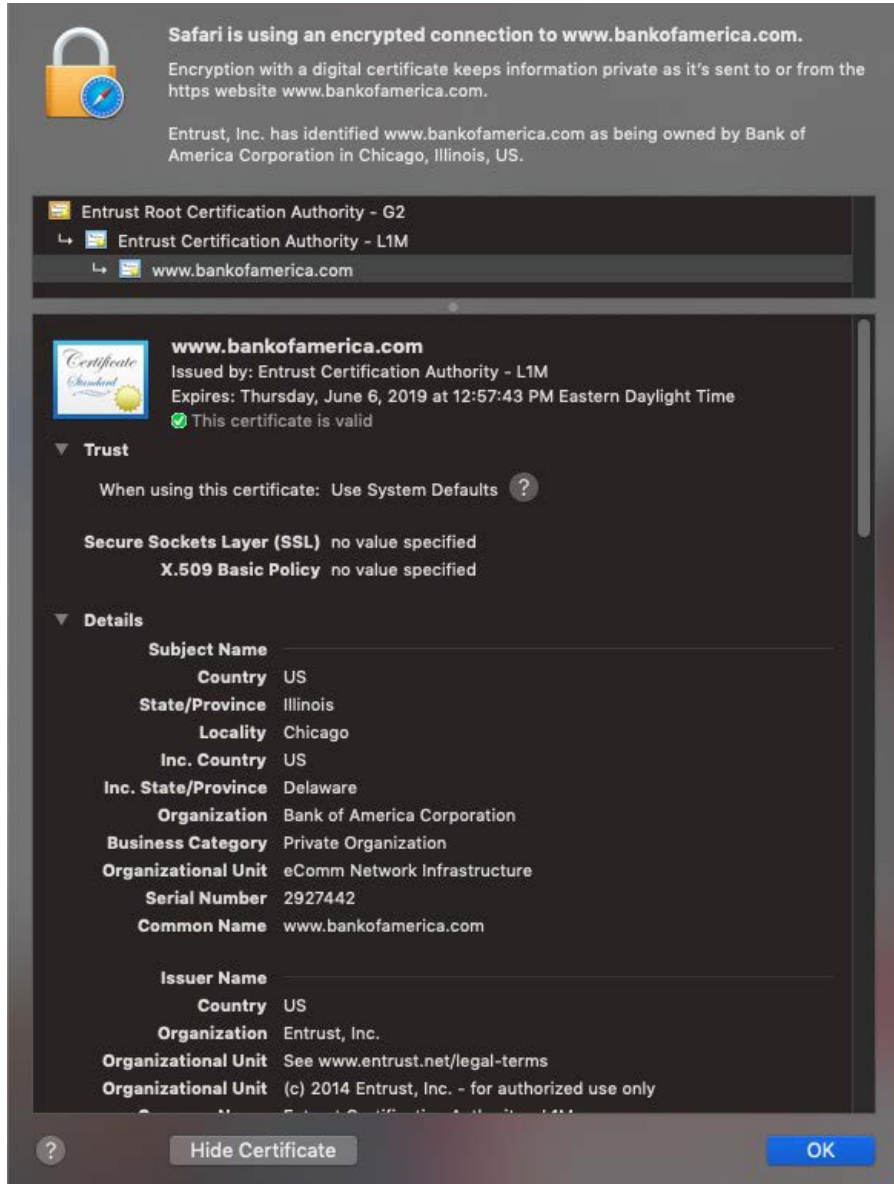 Safari is using an encrypted connection to www.bankofamerica.com.
Encryption with a digital certificate keeps information private as it's sent to or from the
https website www.bankofamerica.com.
Entrust, Inc. has identified www.bankofamerica.com as being owned by Bank of
America Corporation in Chicago, Illinois, US.
Entrust Root Certification Authority - G2
Entrust Certification Authority - L1M
www.bankofamerica.com
Certificate
Standard
www.bankofamerica.com
Issued by: Entrust Certification Authority - L1M
Expires: Thursday, June 6, 2019 at 12:57:43 PM Eastern Daylight Time
This certificate is valid
Trust
When using this certificate: Use System Defaults ?
Secure Sockets Layer (SSL) no value specified
X.509 Basic Policy no value specified
Details
Subject Name
Country US
State/Province Illinois
Locality Chicago
Inc. Country US
Inc. State/Province Delaware
Organization Bank of America Corporation
Business Category Private Organization
Organizational Unit eComm Network Infrastructure
Serial Number 2927442
Common Name www.bankofamerica.com
Issuer Name
Country US
Organization Entrust, Inc.
Organizational Unit See www.entrust.net/legal-terms
Organizational Unit (c) 2014 Entrust, Inc. - for authorized use only
? Hide Certificate OK